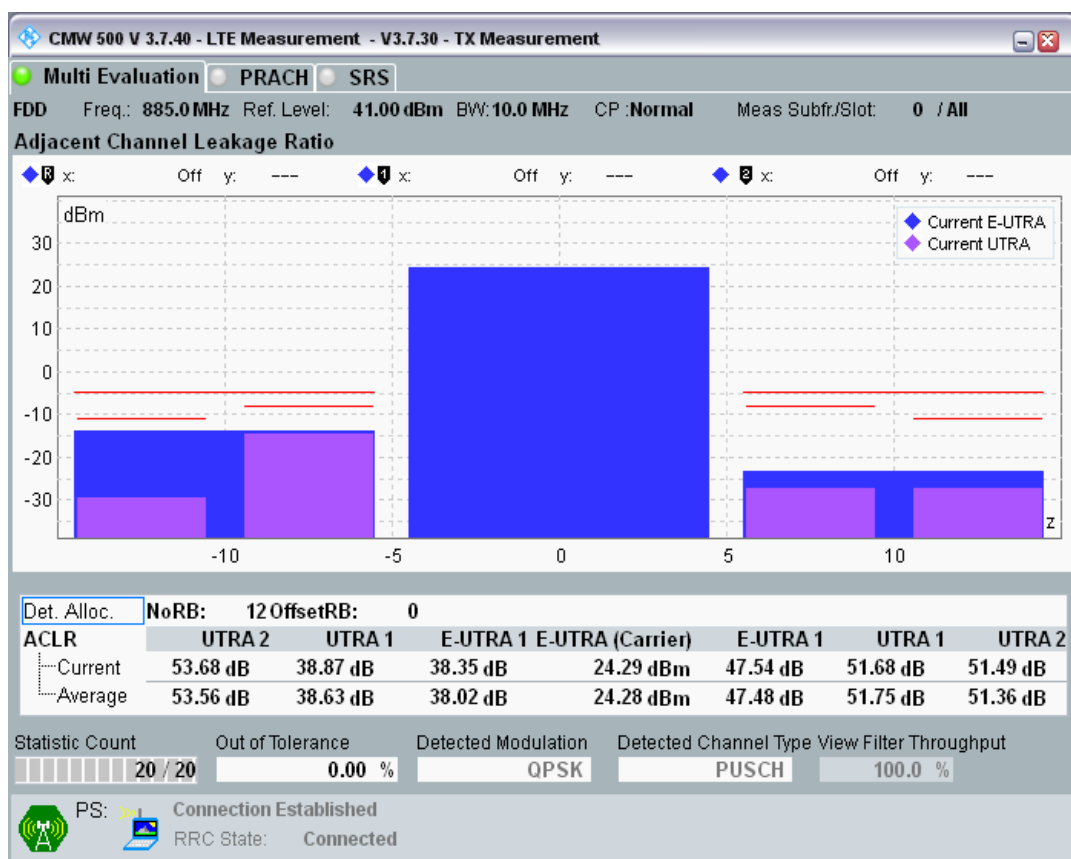 CMW 500 V 3.7.40 - LTE Measurement - V3.7.30 - TX Measurement
Multi Evaluation PRACH SRS
FDD Freq.: 885.0 MHz Ref. Level: 41.00 dBm BW: 10.0 MHz CP :Normal Meas Subfr./Slot: 0 / All
Adjacent Channel Leakage Ratio
R x: Off y: --- 1 x: Off y: --- 2 x: Off y: ---
dBm
Current E-UTRA
Current UTRA
30
20
10
0
-10
-20
-30
z
-10 -5 0 5 10
Det. Alloc. NoRB: 12 OffsetRB: 0
ACLR UTRA 2 UTRA 1 E-UTRA 1 E-UTRA (Carrier) E-UTRA 1 UTRA 1 UTRA 2
Current 53.68 dB 38.87 dB 38.35 dB 24.29 dBm 47.54 dB 51.68 dB 51.49 dB
Average 53.56 dB 38.63 dB 38.02 dB 24.28 dBm 47.48 dB 51.75 dB 51.36 dB
Statistic Count Out of Tolerance Detected Modulation Detected Channel Type View Filter Throughput
20 / 20 0.00 % QPSK PUSCH 100.0 %
PS: Connection Established
RRC State: Connected